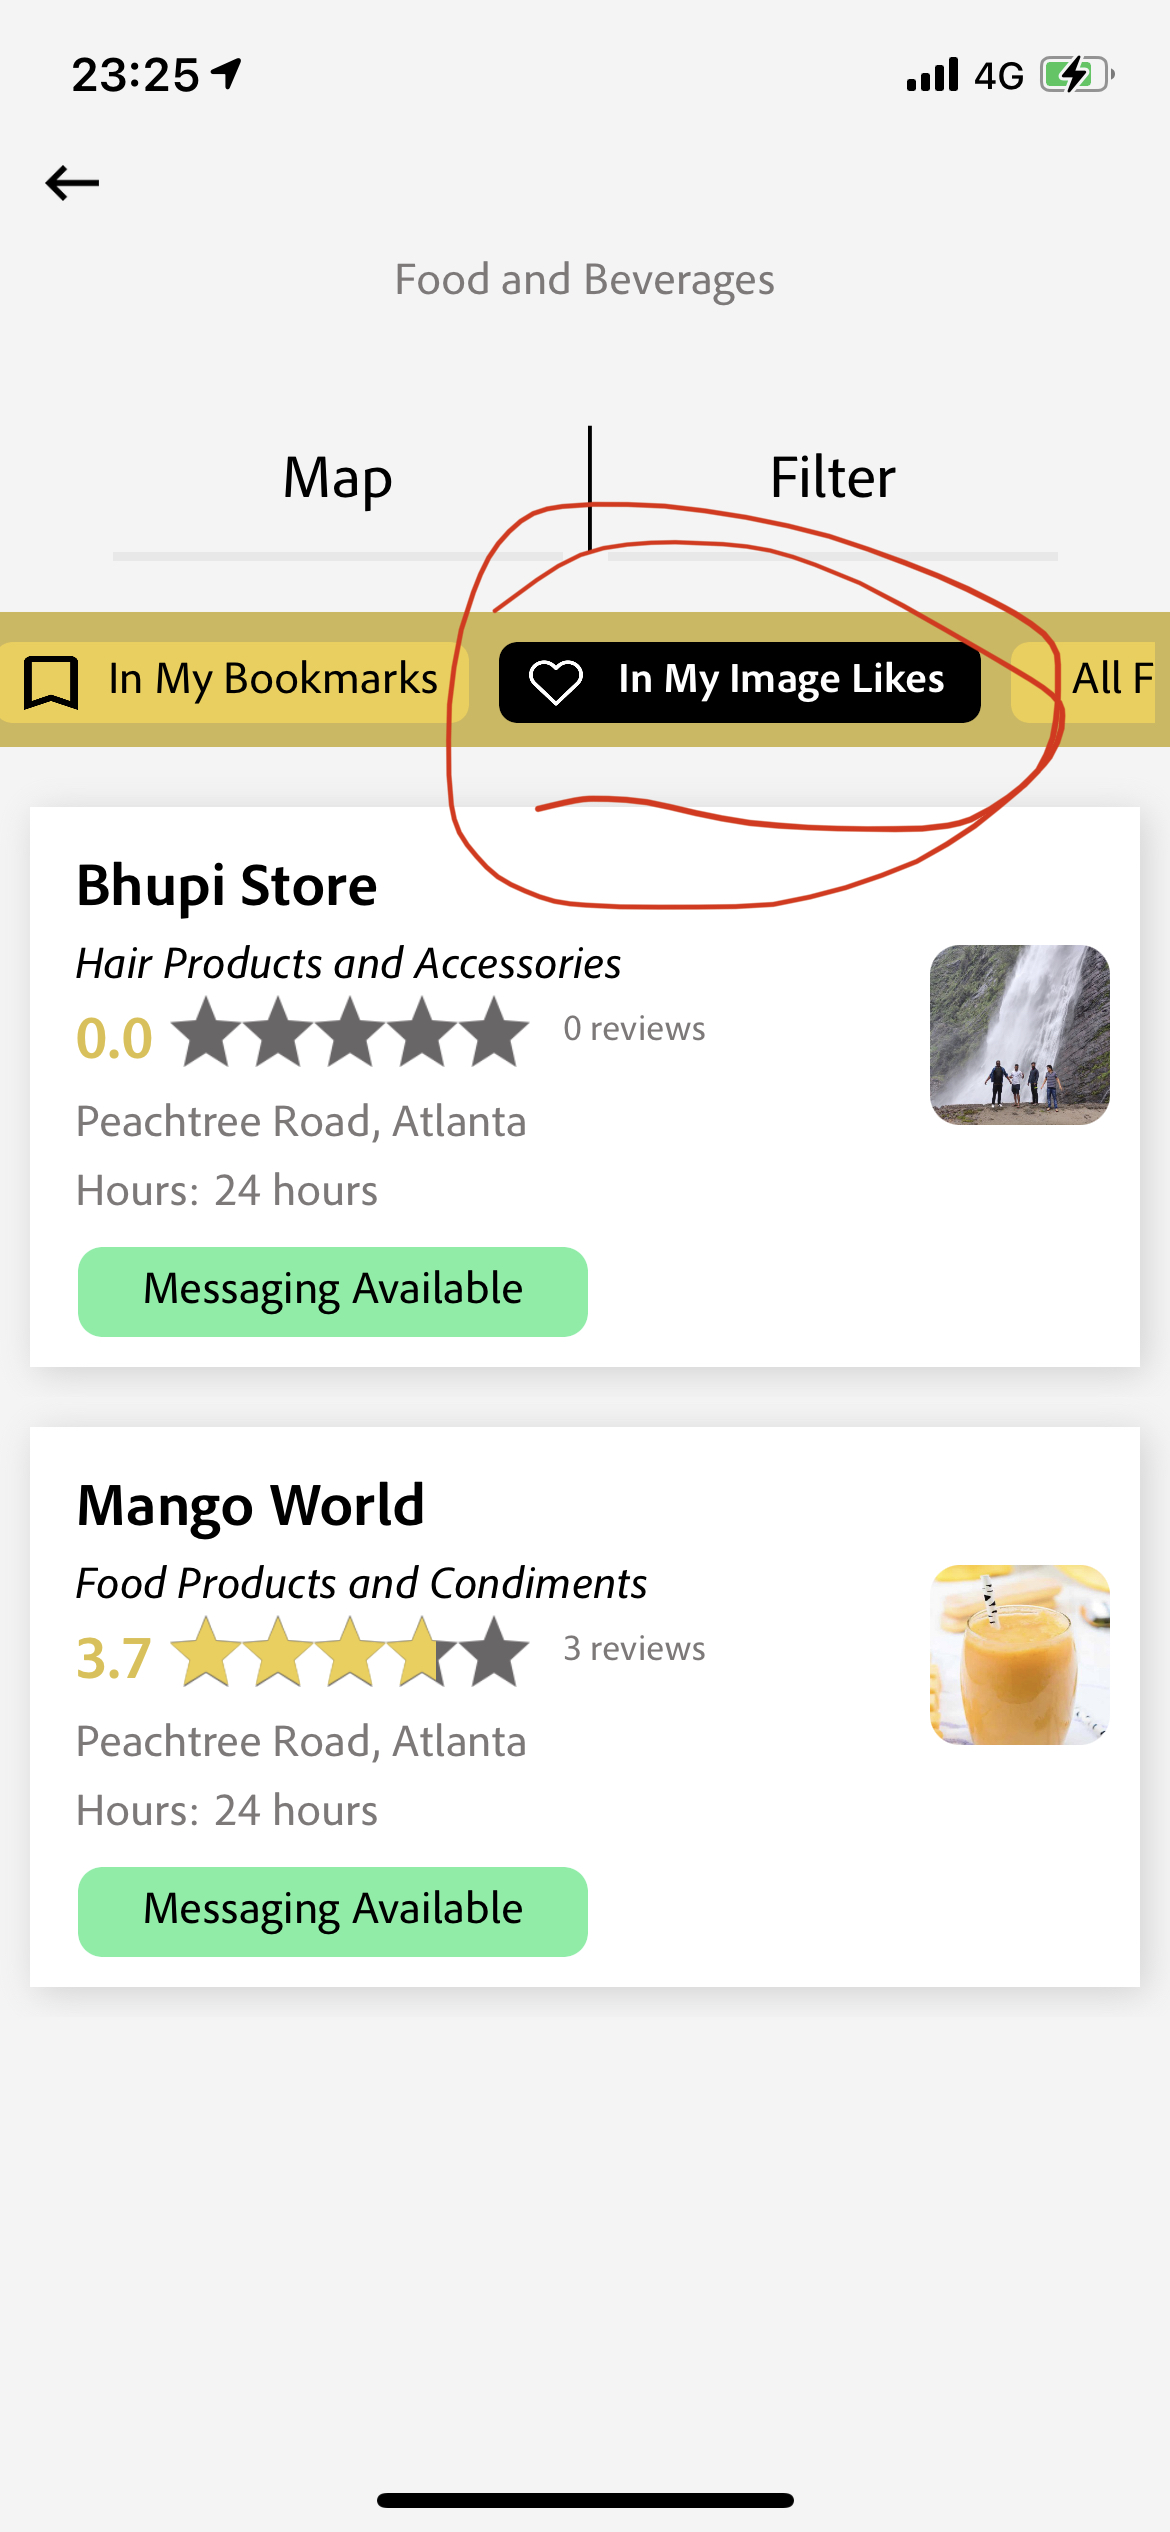 23:25 4G
Food and Beverages
Map Filter
In My Bookmarks In My Image Likes All F
Bhupi Store
Hair Products and Accessories
0.0 0 reviews
Peachtree Road, Atlanta
Hours: 24 hours
Messaging Available
Mango World
Food Products and Condiments
3.7 3 reviews
Peachtree Road, Atlanta
Hours: 24 hours
Messaging Available